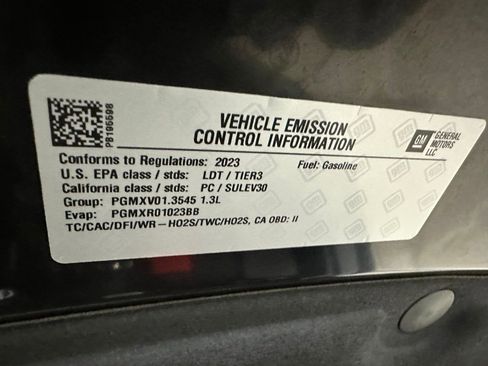 VEHICLE EMISSION
CONTROL INFORMATION
GM
GENERAL
MOTORS
LLC
P8195598
Conforms to Regulations: 2023 Fuel: Gasoline
U.S. EPA class / stds: LDT / TIER3
California class / stds: PC / SULEV30
Group: PGMXV01.3545 1.3L
Evap: PGMXR01023BB
TC/CAC/DFI/WR-HO2S/TWC/HO2S, CA OBD: II